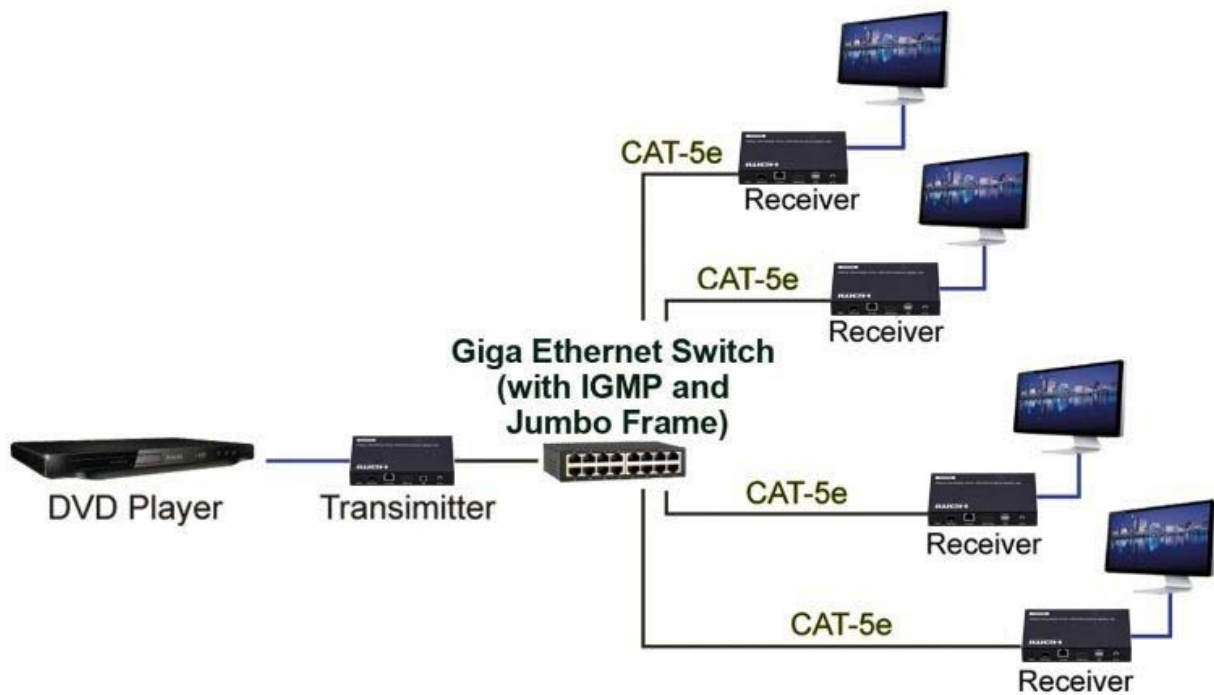 CAT-5e
Receiver
CAT-5e
Receiver
Giga Ethernet Switch
(with IGMP and
Jumbo Frame)
DVD Player
Transimitter
CAT-5e
Receiver
CAT-5e
Receiver